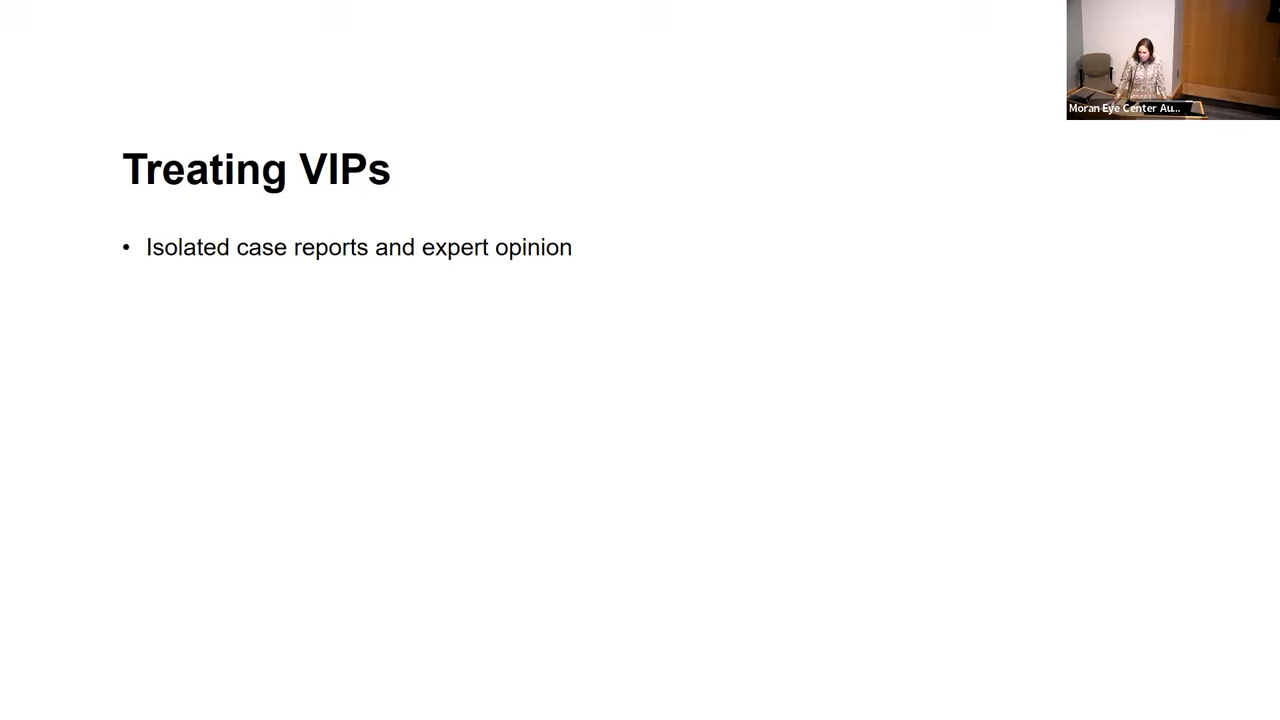 Moran Eye Center Au...
Treating VIPs
• Isolated case reports and expert opinion